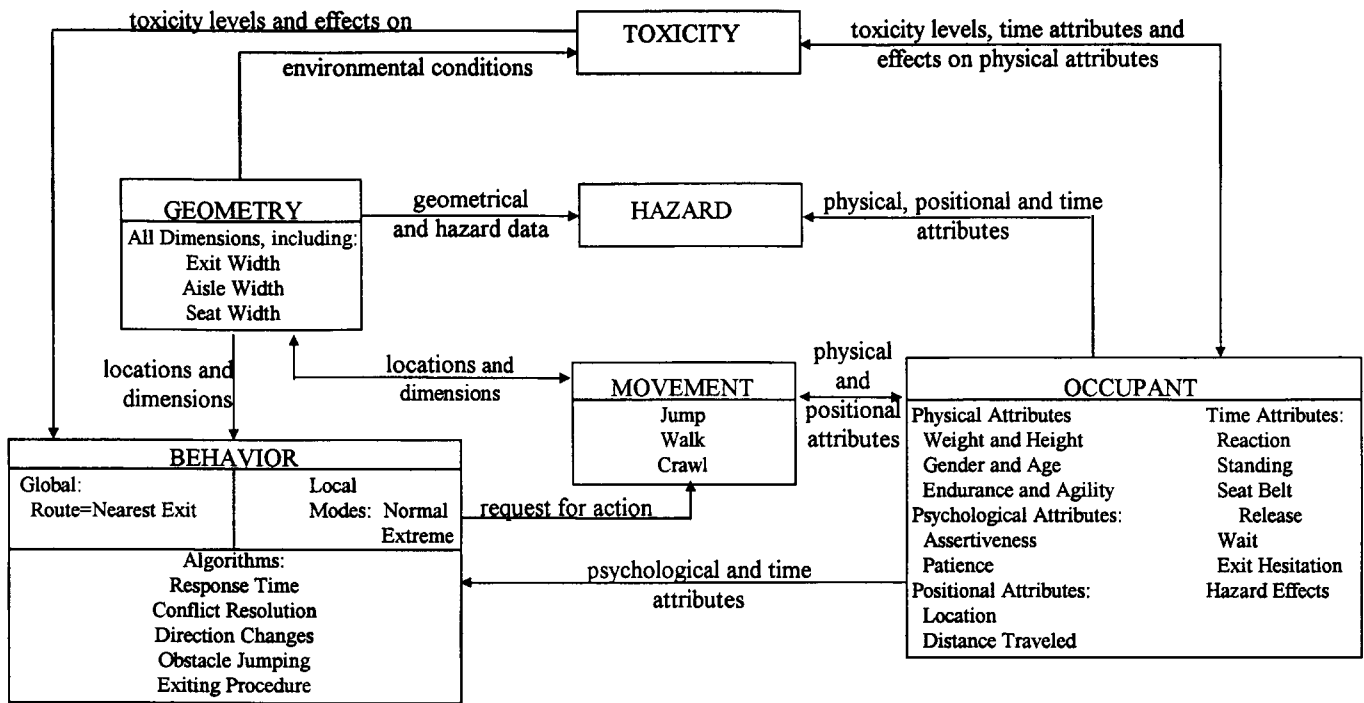 toxicity levels and effects on
TOXICITY
toxicity levels, time attributes and
effects on physical attributes
environmental conditions
GEOMETRY
All Dimensions, including:
Exit Width
Aisle Width
Seat Width
geometrical
and hazard data
HAZARD
physical, positional and time
attributes
locations and
dimensions
locations and
dimensions
MOVEMENT
Jump
Walk
Crawl
physical
and
positional
attributes
OCCUPANT
Physical Attributes
Weight and Height
Gender and Age
Endurance and Agility
Psychological Attributes:
Assertiveness
Patience
Positional Attributes:
Location
Distance Traveled
Time Attributes:
Reaction
Standing
Seat Belt
Release
Wait
Exit Hesitation
Hazard Effects
BEHAVIOR
Global:
Route=Nearest Exit
Local
Modes: Normal
Extreme
request for action
Algorithms:
Response Time
Conflict Resolution
Direction Changes
Obstacle Jumping
Exiting Procedure
psychological and time
attributes